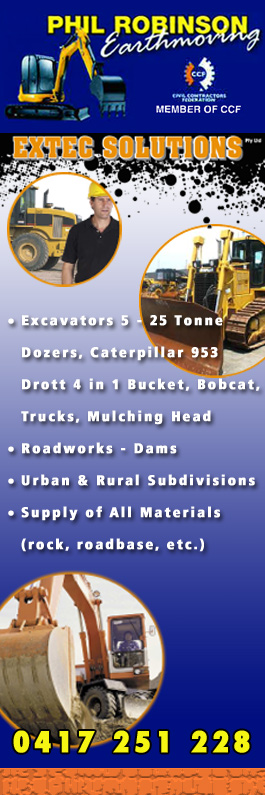 PHIL ROBINSON
Earthmoving
CCF
CIVIL CONTRACTORS
FEDERATION
MEMBER OF CCF
EXTEC SOLUTIONS Pty Ltd
• Excavators 5 - 25 Tonne
Dozers, Caterpillar 953
Drott 4 in 1 Bucket, Bobcat,
Trucks, Mulching Head
• Roadworks - Dams
• Urban & Rural Subdivisions
• Supply of All Materials
(rock, roadbase, etc.)
0417 251 228